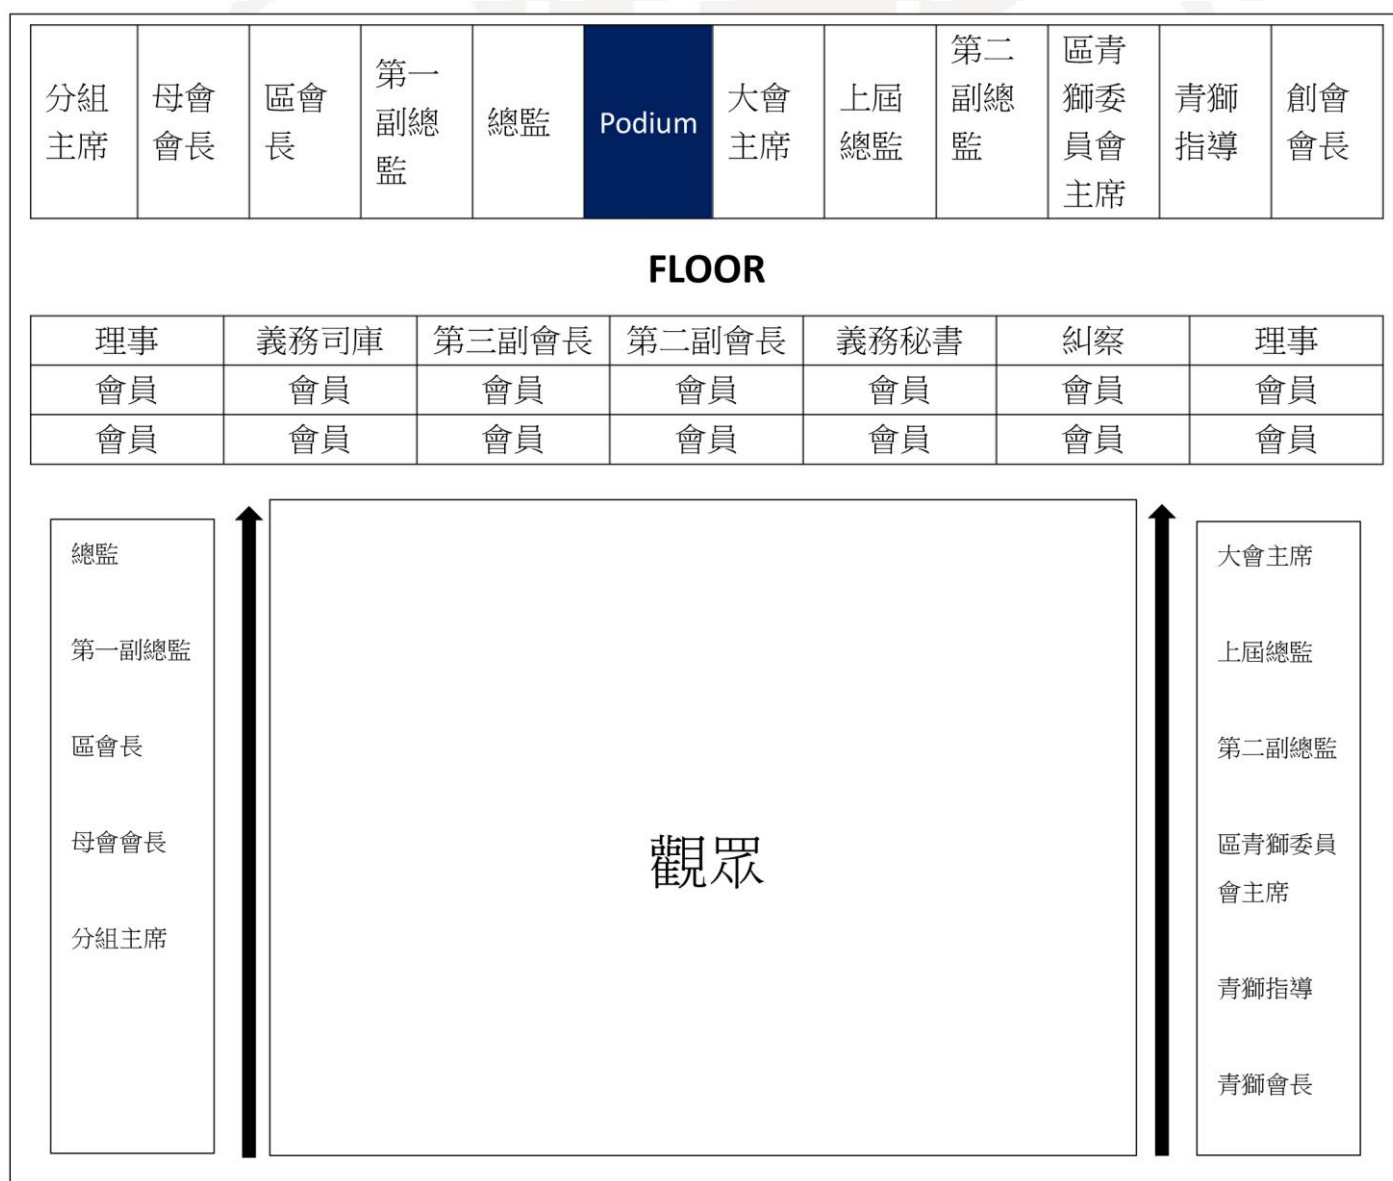 分組主席
母會會長
區會長
第一副總監
總監
Podium
大會主席
上屆總監
第二副總監
區青獅委員會主席
青獅指導
創會會長
FLOOR
理事 義務司庫 第三副會長 第二副會長 義務秘書 糾察 理事
會員 會員 會員 會員 會員 會員 會員
會員 會員 會員 會員 會員 會員 會員
總監
第一副總監
區會長
母會會長
分組主席
觀眾
大會主席
上屆總監
第二副總監
區青獅委員
會主席
青獅指導
青獅會長